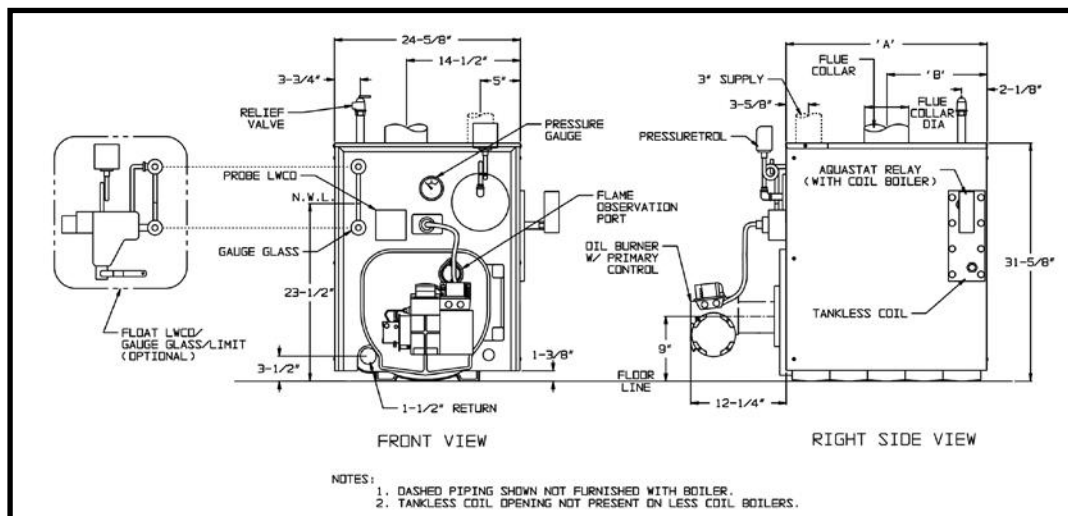 24-5/8"
14-1/2"
3-3/4"
5"
RELIEF
VALVE
PRESSURE
GAUGE
PROBE LWCO
N.W.L.
FLAME
OBSERVATION
PORT
GAUGE GLASS
23-1/2"
FLOAT LWCO/
GAUGE GLASS/LIMIT
(OPTIONAL)
3-1/2"
1-3/8"
1-1/2" RETURN
FRONT VIEW
'A'
FLUE
COLLAR
'B'
3" SUPPLY
2-1/8"
3-5/8"
FLUE
COLLAR
DIA
PRESSURETROL
AQUASTAT RELAY
(WITH COIL BOILER)
OIL BURNER
W/ PRIMARY
CONTROL
31-5/8"
TANKLESS COIL
9"
FLOOR
LINE
12-1/4"
RIGHT SIDE VIEW
NOTES:
1. DASHED PIPING SHOWN NOT FURNISHED WITH BOILER.
2. TANKLESS COIL OPENING NOT PRESENT ON LESS COIL BOILERS.